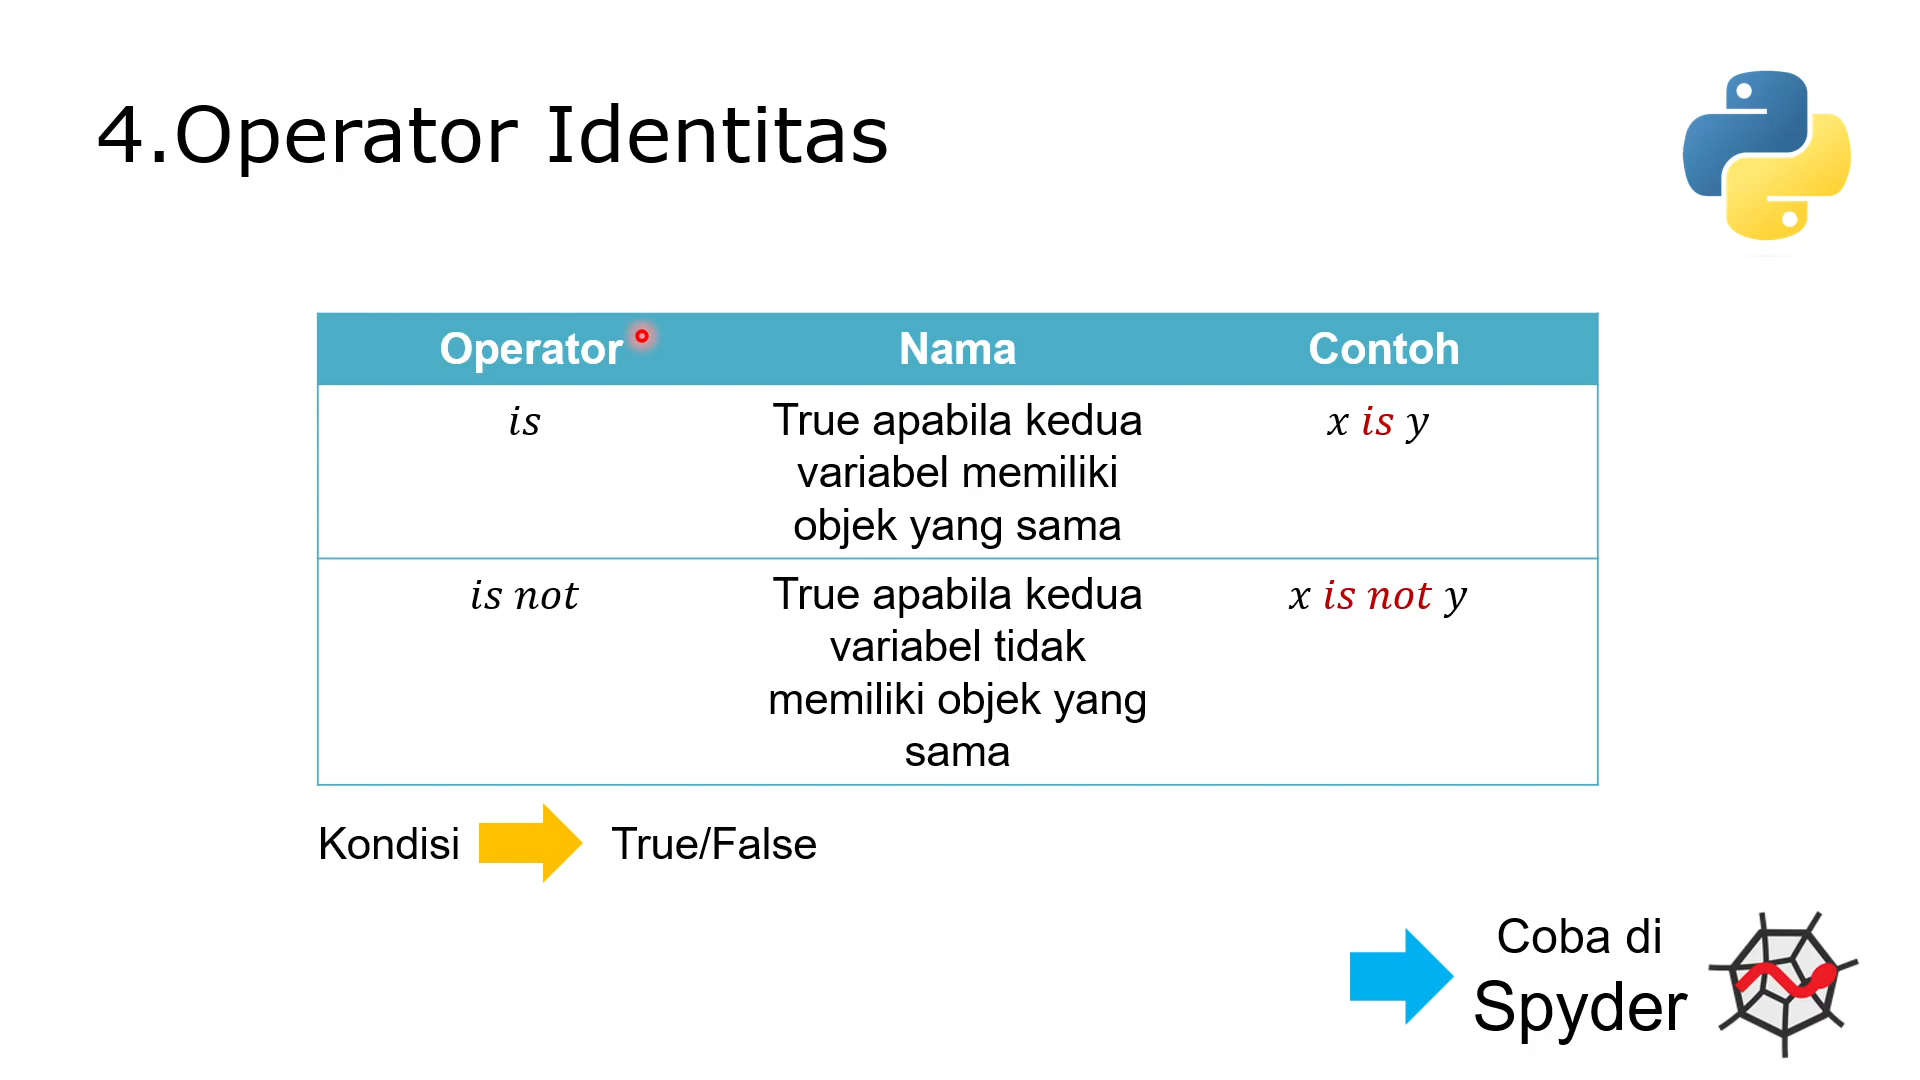 4.Operator Identitas
Operator Nama Contoh
is True apabila kedua x is y
variabel memiliki
objek yang sama
is not True apabila kedua x is not y
variabel tidak
memiliki objek yang
sama
Kondisi True/False
Coba di
Spyder